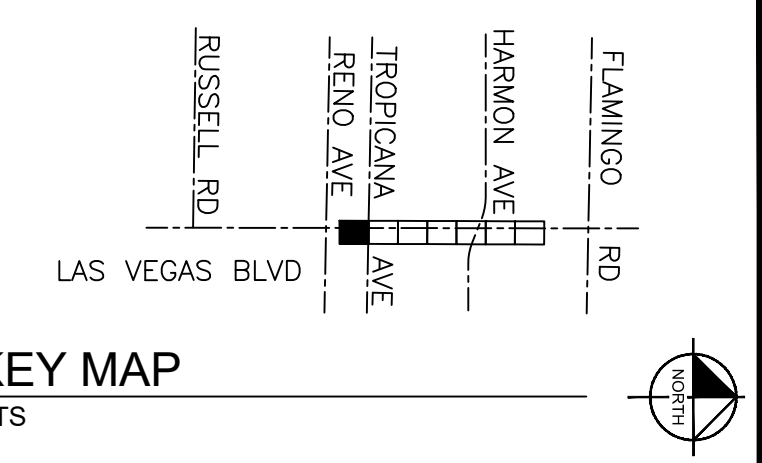 RUSSELL RD
RENO AVE
TROPICANA AVE
HARMON AVE
FLAMINGO RD
LAS VEGAS BLVD
KEY MAP
TS
NORTH